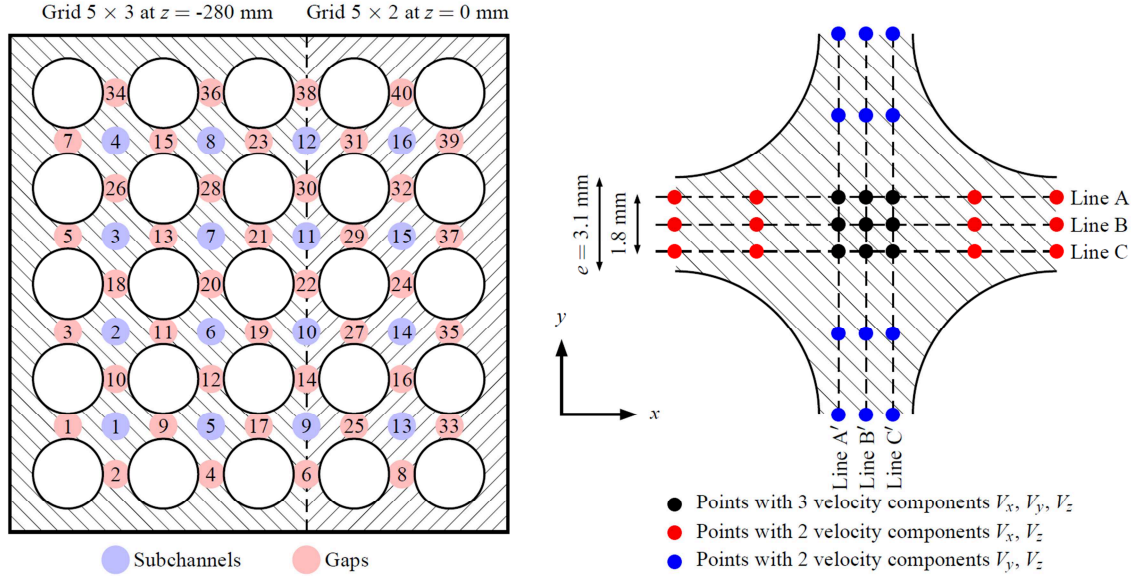 Grid 5 × 3 at z = -280 mm Grid 5 × 2 at z = 0 mm
34 36 38 40
7 4 15 8 23 12 31 16 39
26 28 30 32
5 3 13 7 21 11 29 15 37
18 20 22 24
3 2 11 6 19 10 27 14 35
10 12 14 16
1 1 9 5 17 9 25 13 33
2 4 6 8
Subchannels Gaps
e = 3.1 mm
1.8 mm
Line A
Line B
Line C
y
x
Line A′
Line B′
Line C′
Points with 3 velocity components Vx, Vy, Vz
Points with 2 velocity components Vx, Vz
Points with 2 velocity components Vy, Vz